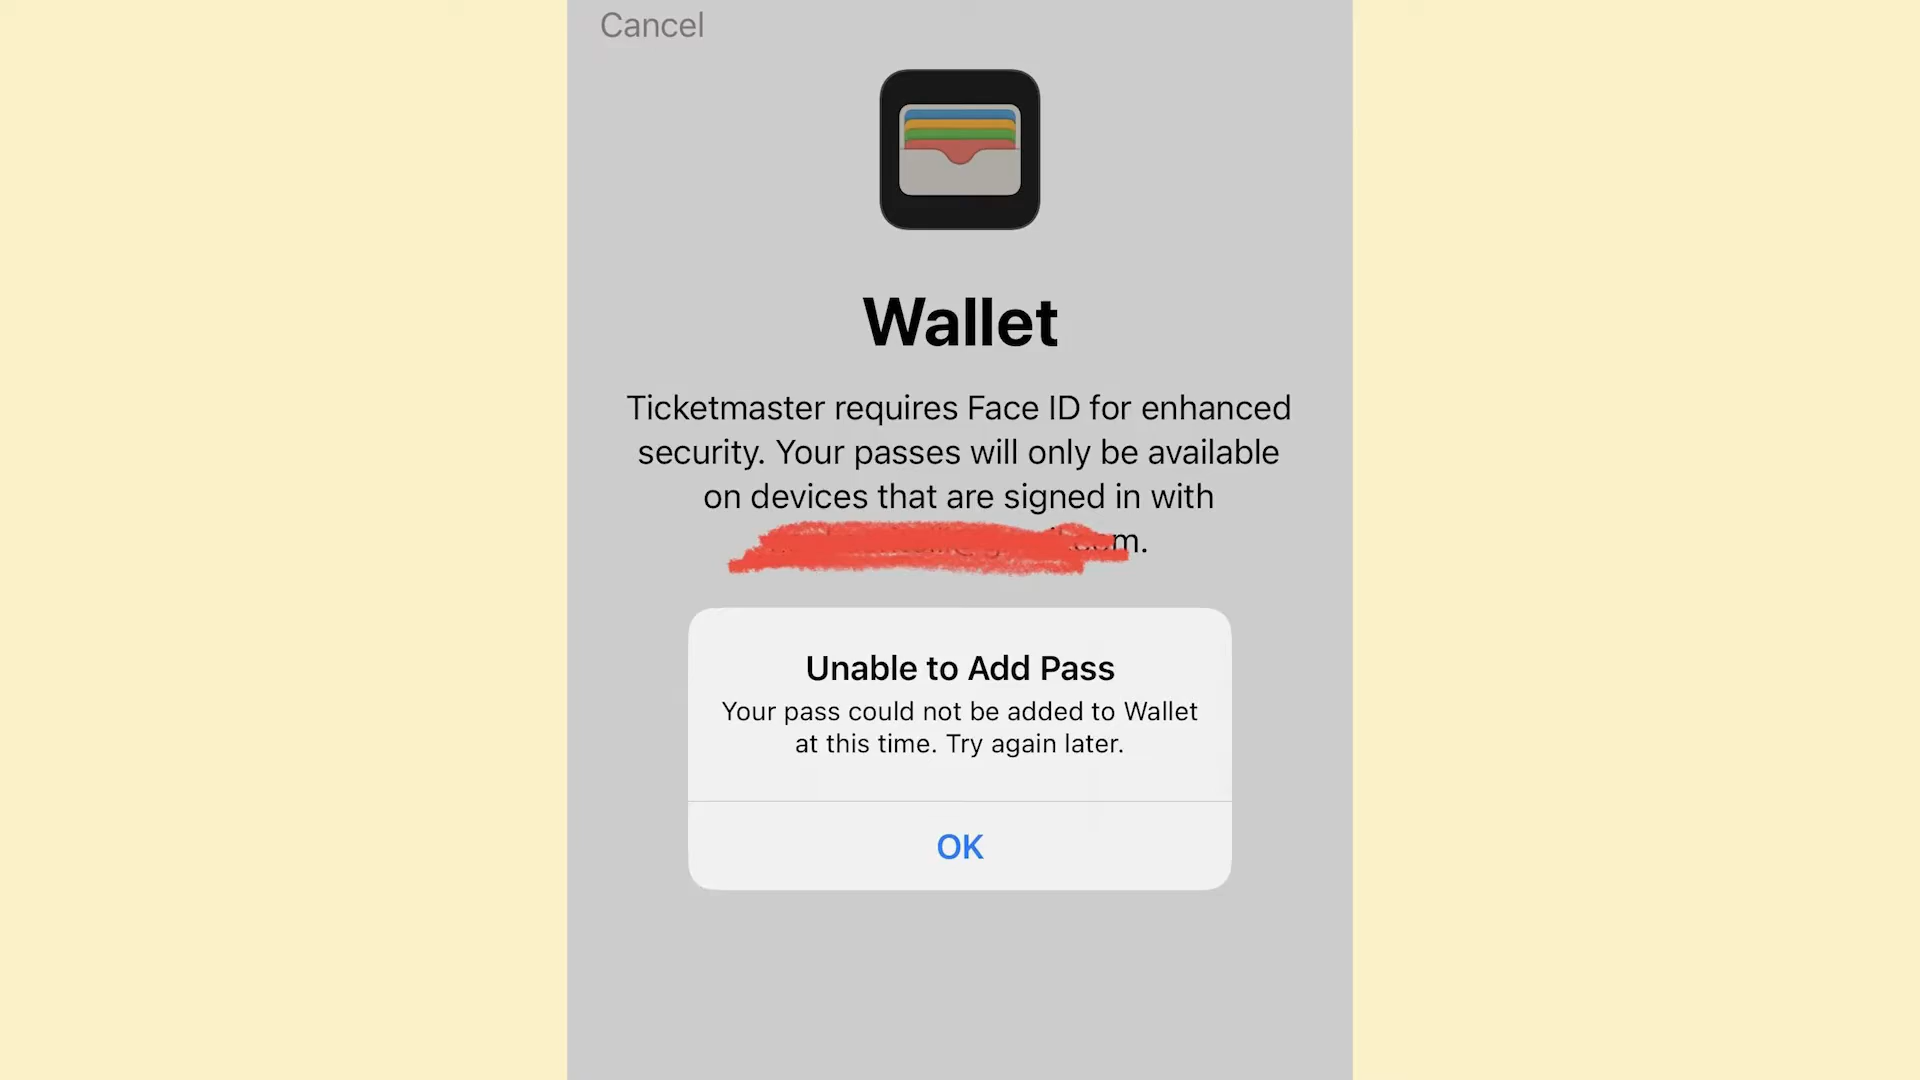 Cancel
Wallet
Ticketmaster requires Face ID for enhanced
security. Your passes will only be available
on devices that are signed in with
Unable to Add Pass
Your pass could not be added to Wallet
at this time. Try again later.
OK